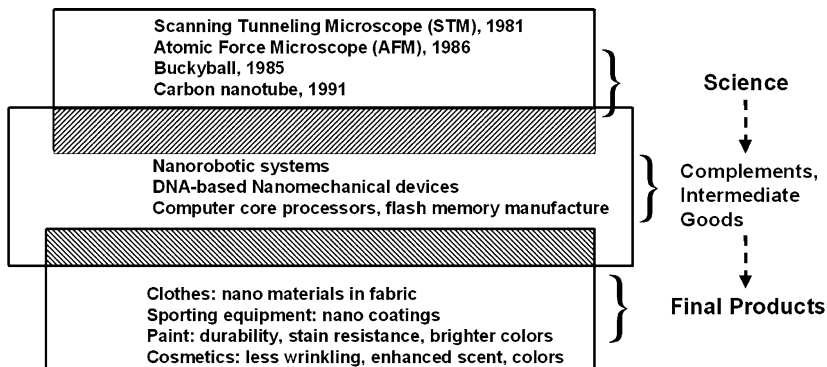 Scanning Tunneling Microscope (STM), 1981
Atomic Force Microscope (AFM), 1986
Buckyball, 1985
Carbon nanotube, 1991
Science
Nanorobotic systems
DNA-based Nanomechanical devices
Computer core processors, flash memory manufacture
Complements,
Intermediate
Goods
Clothes: nano materials in fabric
Sporting equipment: nano coatings
Paint: durability, stain resistance, brighter colors
Cosmetics: less wrinkling, enhanced scent, colors
Final Products